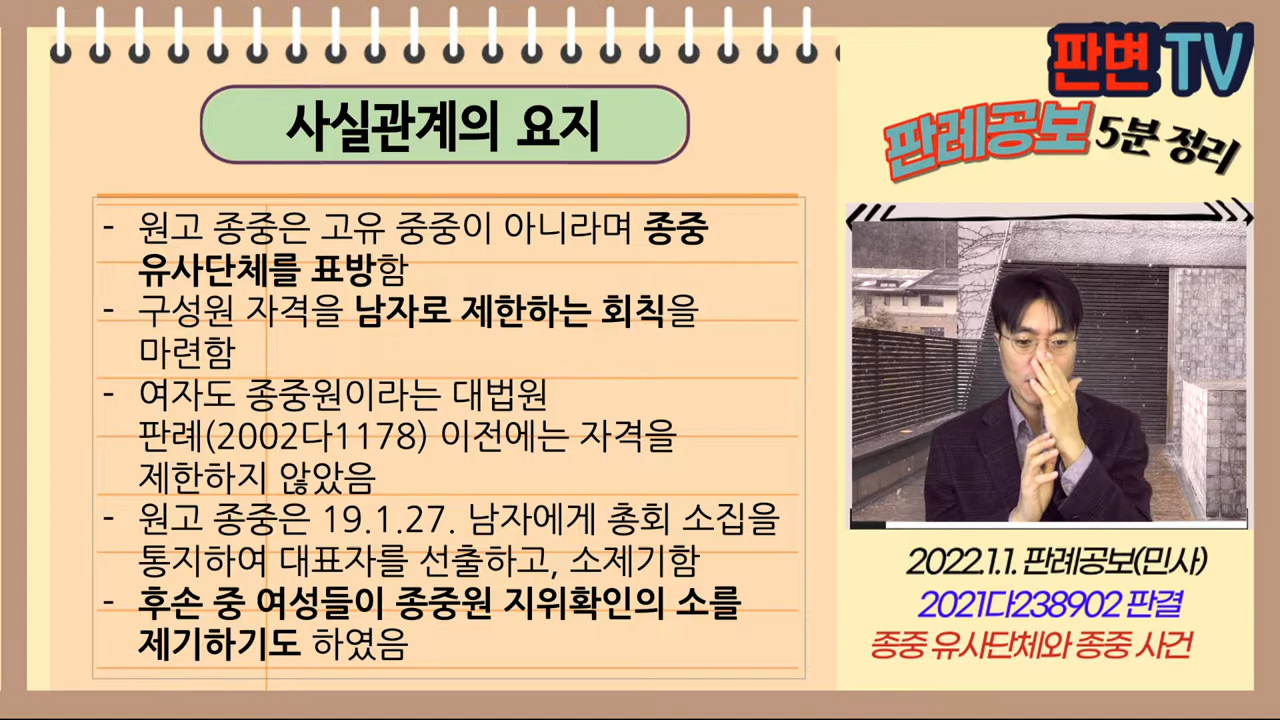 판변 TV
판례공보 5분 정리
사실관계의 요지
- 원고 종중은 고유 중중이 아니라며 종중
유사단체를 표방함
- 구성원 자격을 남자로 제한하는 회칙을
마련함
- 여자도 종중원이라는 대법원
판례(2002다1178) 이전에는 자격을
제한하지 않았음
- 원고 종중은 19.1.27. 남자에게 총회 소집을
통지하여 대표자를 선출하고, 소제기함
- 후손 중 여성들이 종중원 지위확인의 소를
제기하기도 하였음
2022.1.1. 판례공보(민사)
2021다238902 판결
종중 유사단체와 종중 사건